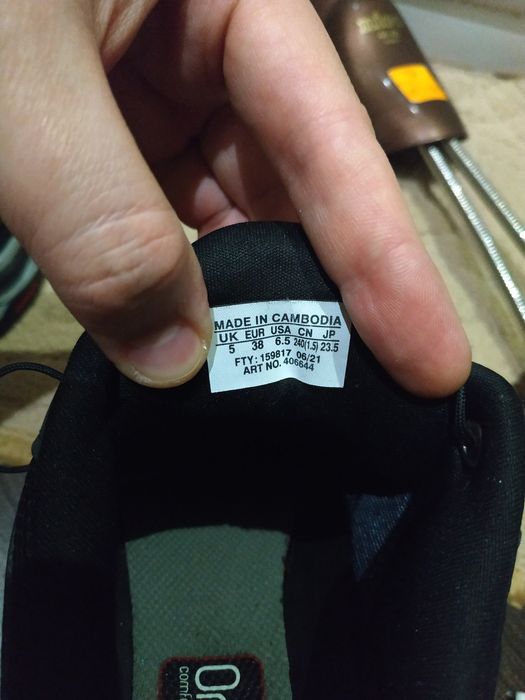 MADE IN CAMBODIA
UK EUR USA CN JP
5 38 6.5 240(1.5) 23.5
FTY: 159817 06/21
ART NO. 406644